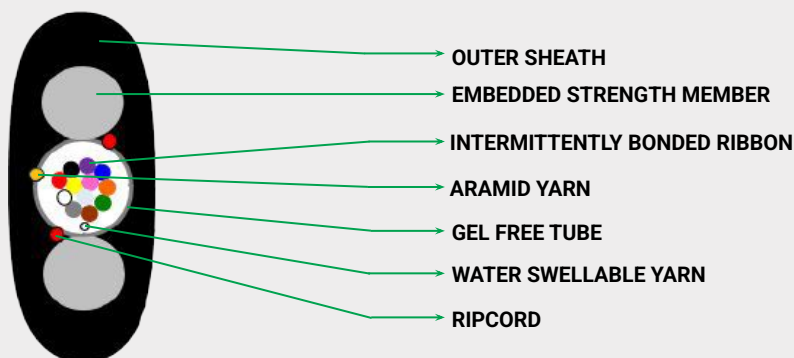 OUTER SHEATH
EMBEDDED STRENGTH MEMBER
INTERMITTENTLY BONDED RIBBON
ARAMID YARN
GEL FREE TUBE
WATER SWELLABLE YARN
RIPCORD